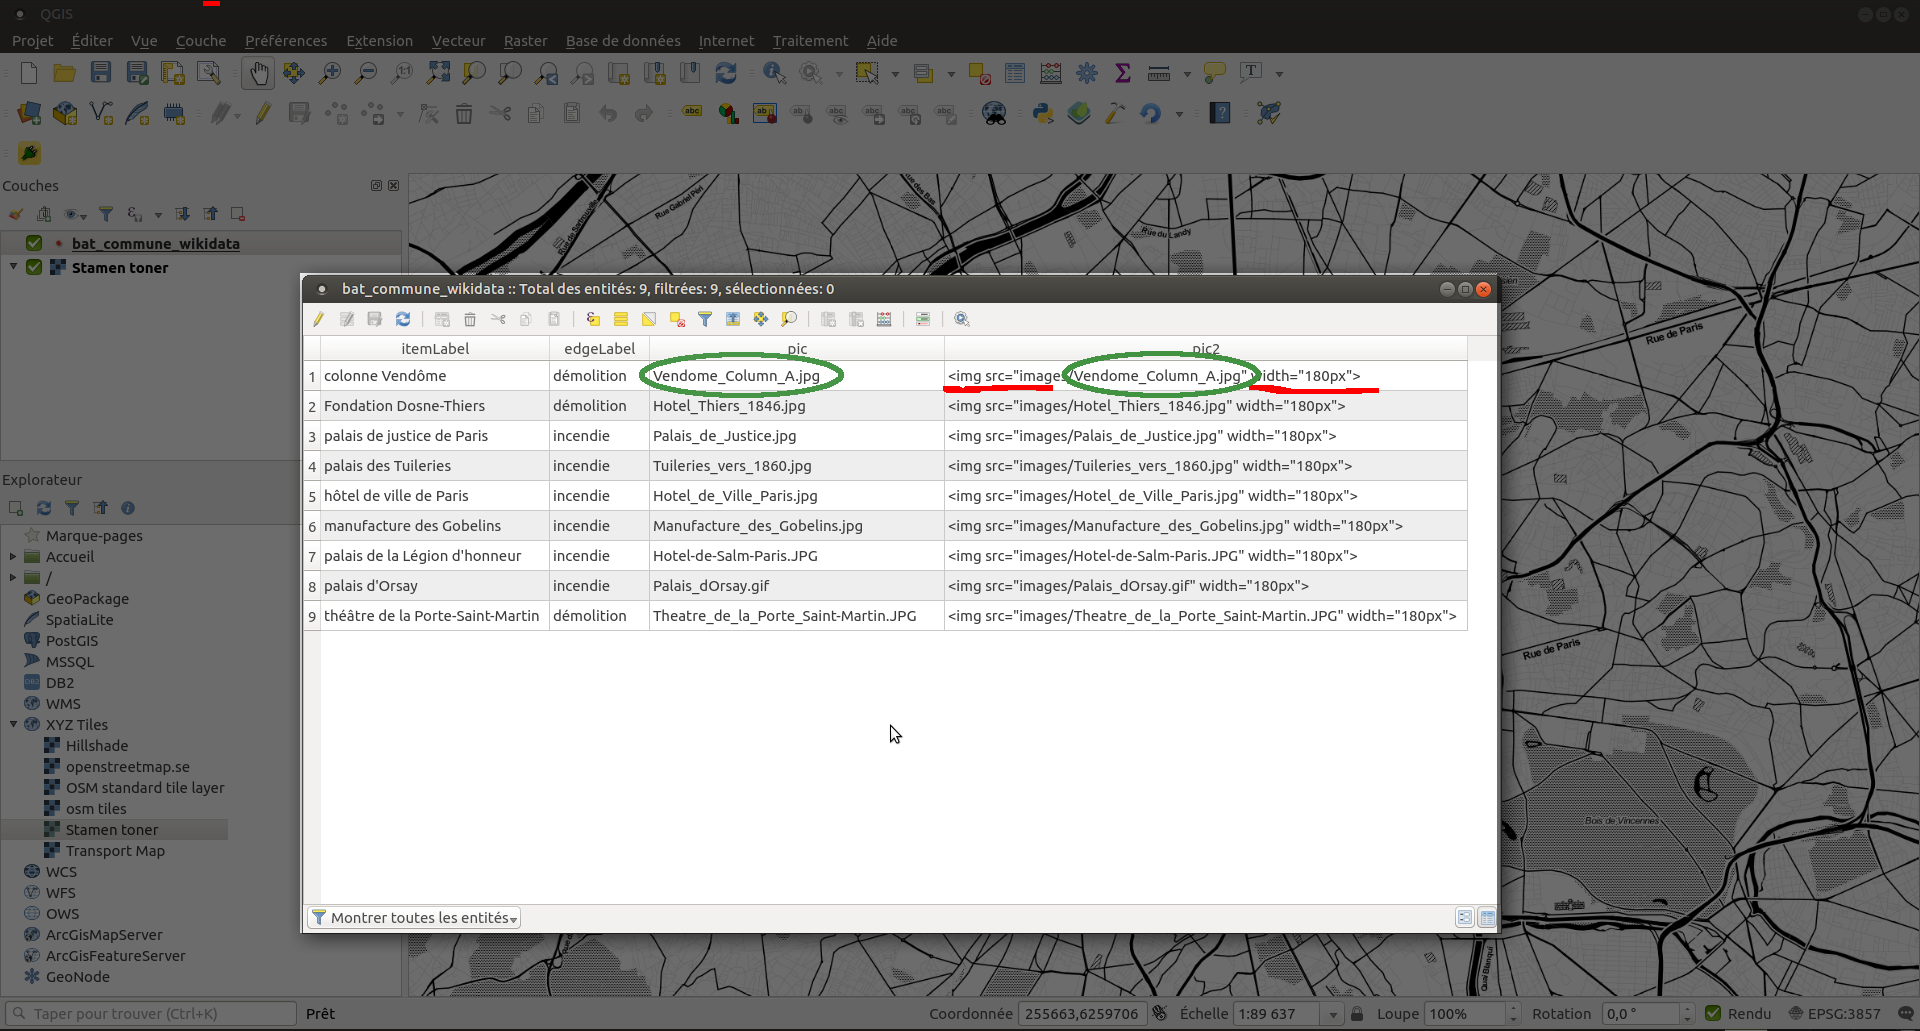 QGIS
Projet Éditer Vue Couche Préférences Extension Vecteur Raster Base de données Internet Traitement Aide
Couches
bat_commune_wikidata
Stamen toner
Rue Gabriel Péri
Rue du Landy
Rue de Paris
bat_commune_wikidata :: Total des entités: 9, filtrées: 9, sélectionnées: 0
itemLabel edgeLabel pic pic2
1 colonne Vendôme démolition Vendome_Column_A.jpg <img src="images/Vendome_Column_A.jpg" width="180px">
2 Fondation Dosne-Thiers démolition Hotel_Thiers_1846.jpg <img src="images/Hotel_Thiers_1846.jpg" width="180px">
3 palais de justice de Paris incendie Palais_de_Justice.jpg <img src="images/Palais_de_Justice.jpg" width="180px">
4 palais des Tuileries incendie Tuileries_vers_1860.jpg <img src="images/Tuileries_vers_1860.jpg" width="180px">
5 hôtel de ville de Paris incendie Hotel_de_Ville_Paris.jpg <img src="images/Hotel_de_Ville_Paris.jpg" width="180px">
6 manufacture des Gobelins incendie Manufacture_des_Gobelins.jpg <img src="images/Manufacture_des_Gobelins.jpg" width="180px">
7 palais de la Légion d'honneur incendie Hotel-de-Salm-Paris.JPG <img src="images/Hotel-de-Salm-Paris.JPG" width="180px">
8 palais d'Orsay incendie Palais_dOrsay.gif <img src="images/Palais_dOrsay.gif" width="180px">
9 théâtre de la Porte-Saint-Martin démolition Theatre_de_la_Porte_Saint-Martin.JPG <img src="images/Theatre_de_la_Porte_Saint-Martin.JPG" width="180px">
Montrer toutes les entités
Explorateur
Marque-pages
Accueil
/
GeoPackage
SpatiaLite
PostGIS
MSSQL
DB2
WMS
XYZ Tiles
Hillshade
openstreetmap.se
OSM standard tile layer
osm tiles
Stamen toner
Transport Map
WCS
WFS
OWS
ArcGisMapServer
ArcGisFeatureServer
GeoNode
Rue de Paris
Bois de Vincennes
Quai Blanqui
Taper pour trouver (Ctrl+K) Prêt Coordonnée 255663,6259706 Échelle 1:89 637 Loupe 100% Rotation 0,0 ° Rendu EPSG:3857